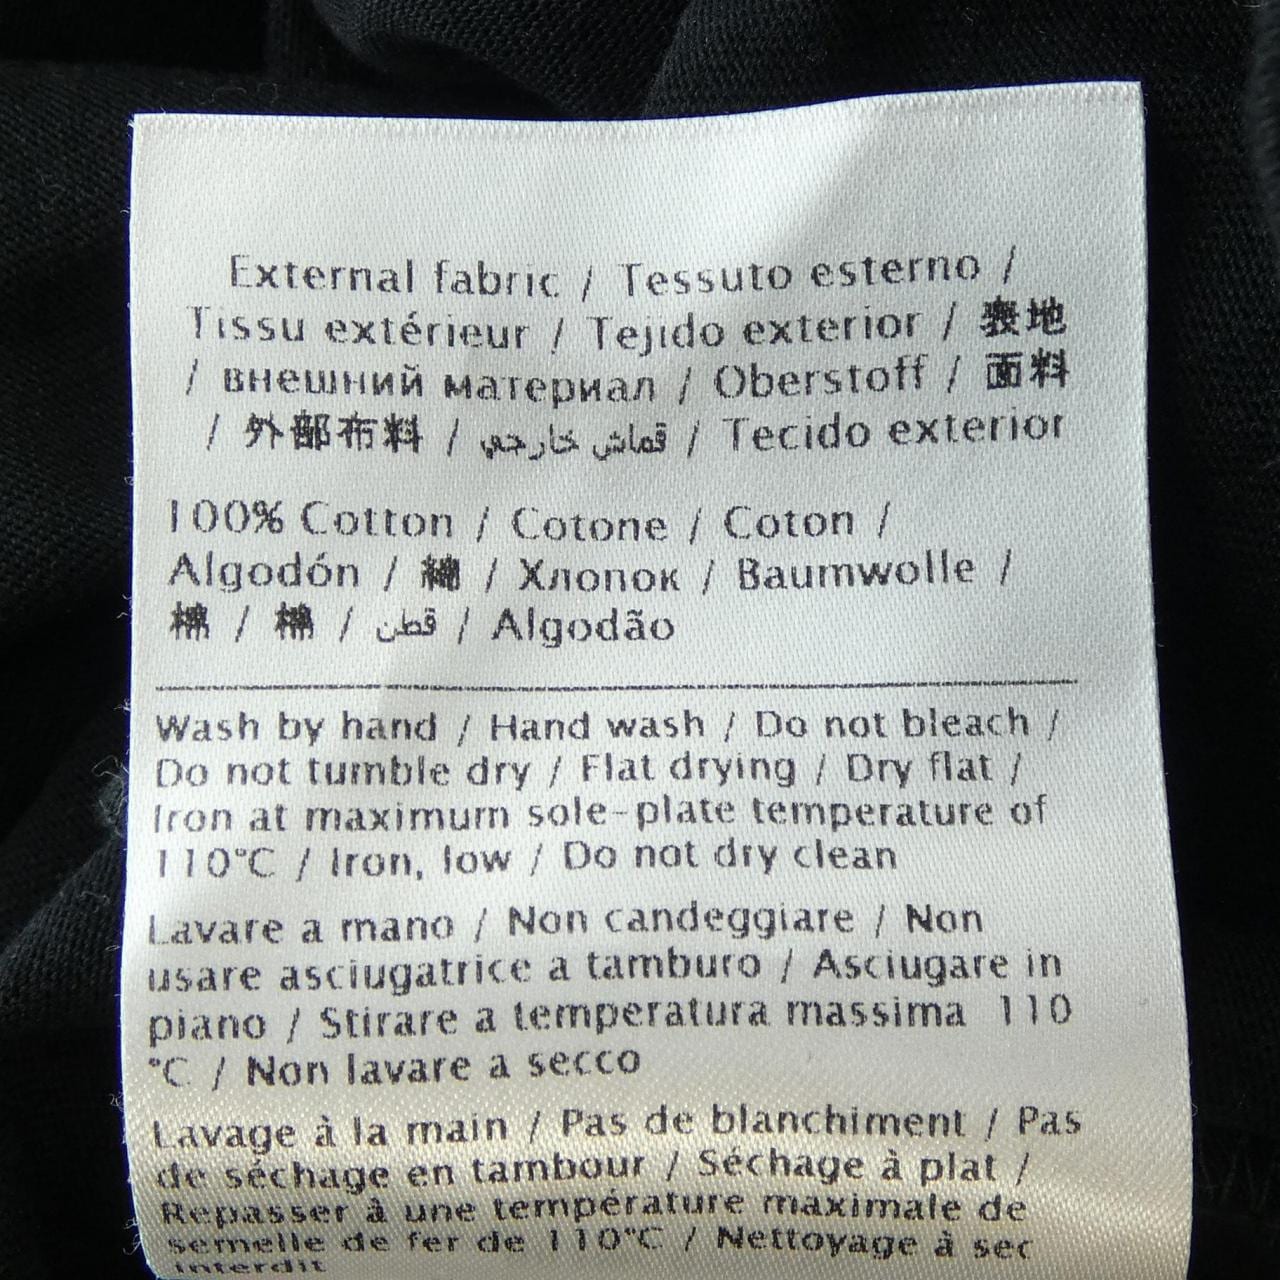 External fabric / Tessuto esterno /
Tissu extérieur / Tejido exterior / 表地
/ внешний материал / Oberstoff / 面料
/ 外部布料 / قماش خارجي / Tecido exterior
100% Cotton / Cotone / Coton /
Algodón / 綿 / Хлопок / Baumwolle /
棉 / 棉 / قطن / Algodão
Wash by hand / Hand wash / Do not bleach /
Do not tumble dry / Flat drying / Dry flat /
Iron at maximum sole-plate temperature of
110°C / Iron, low / Do not dry clean
Lavare a mano / Non candeggiare / Non
usare asciugatrice a tamburo / Asciugare in
piano / Stirare a temperatura massima 110
°C / Non lavare a secco
Lavage à la main / Pas de blanchiment / Pas
de séchage en tambour / Séchage à plat /
Repasser à une température maximale de
semelle de fer de 110°C / Nettoyage à sec
interdit